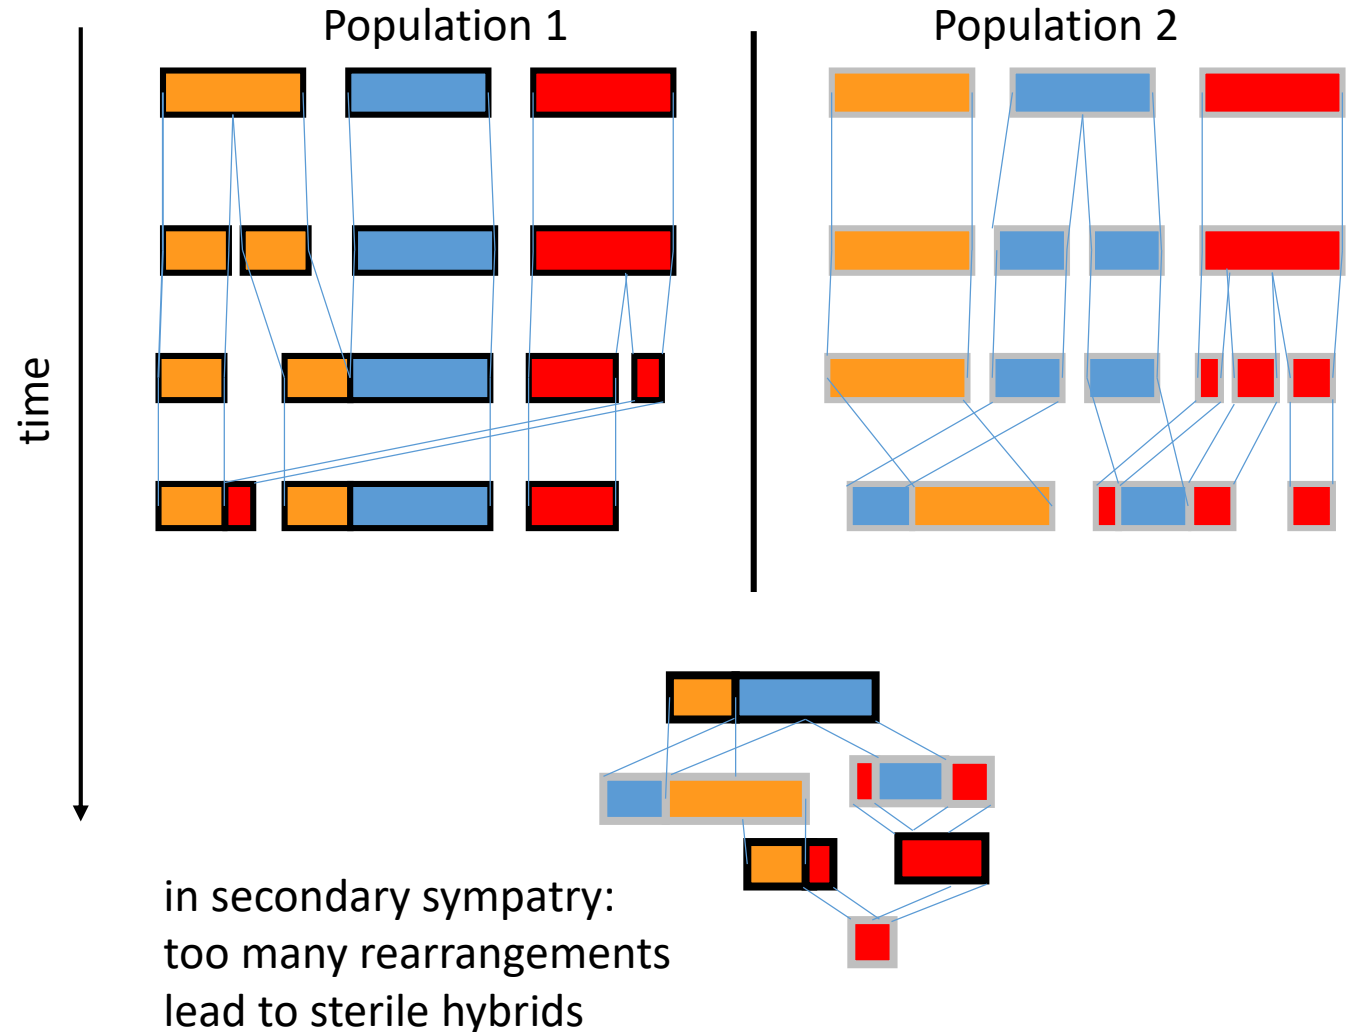 Population 1
Population 2
time
in secondary sympatry:
too many rearrangements
lead to sterile hybrids